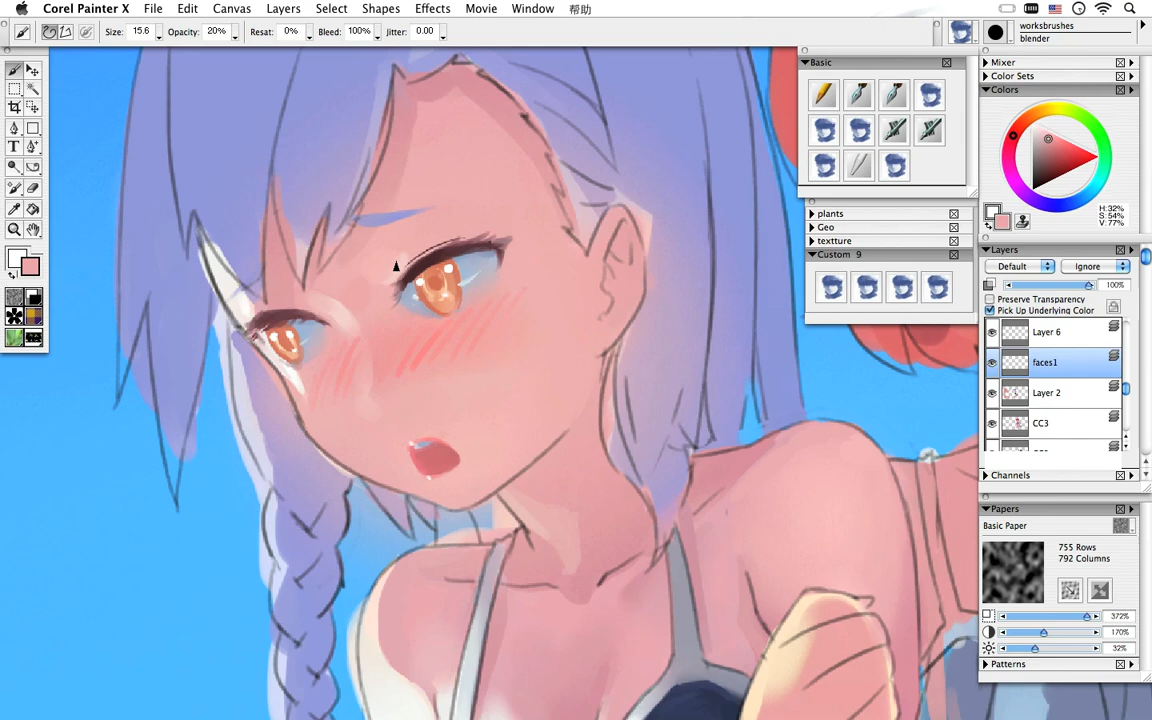 Corel Painter X File Edit Canvas Layers Select Shapes Effects Movie Window 帮助
Size: 15.6 Opacity: 20% Resat: 0% Bleed: 100% Jitter: 0.00
worksbrushes
blender
Basic
Mixer
Color Sets
Colors
H:32%
S:54%
V:77%
plants
Geo
textture
Custom 9
Layers
Default Ignore
100%
Preserve Transparency
Pick Up Underlying Color
Layer 6
faces1
Layer 2
CC3
Channels
Papers
Basic Paper
755 Rows
792 Columns
372%
170%
32%
Patterns